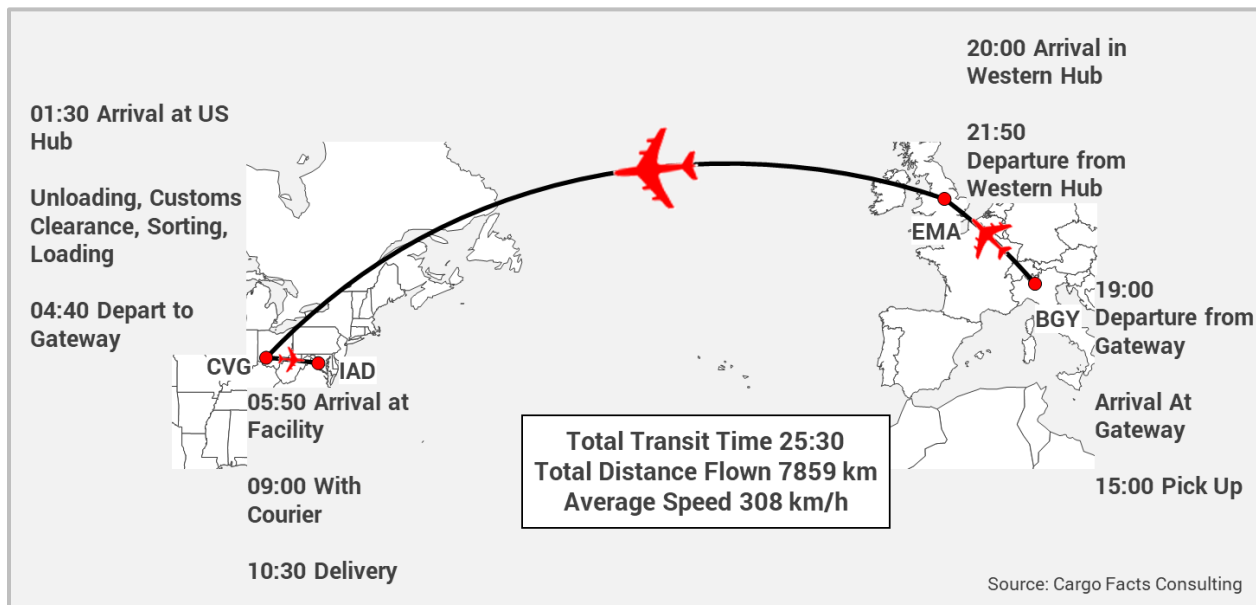 01:30 Arrival at US
Hub
Unloading, Customs
Clearance, Sorting,
Loading
04:40 Depart to
Gateway
CVG
IAD
05:50 Arrival at
Facility
09:00 With
Courier
10:30 Delivery
Total Transit Time 25:30
Total Distance Flown 7859 km
Average Speed 308 km/h
20:00 Arrival in
Western Hub
21:50
Departure from
Western Hub
EMA
BGY
19:00
Departure from
Gateway
Arrival At
Gateway
15:00 Pick Up
Source: Cargo Facts Consulting